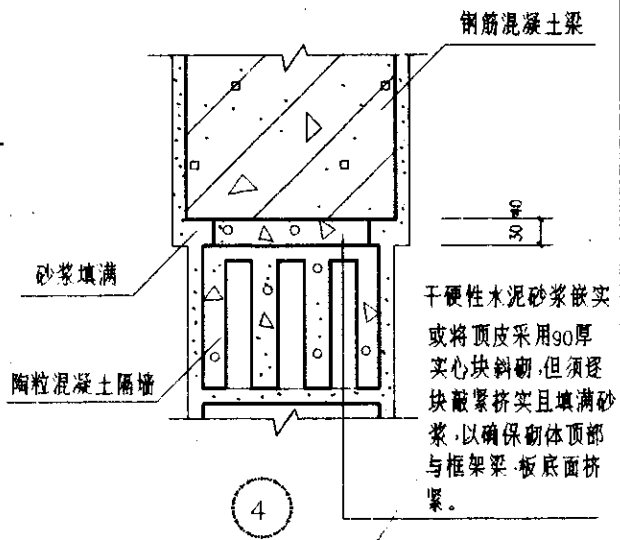 钢筋混凝土梁
30~40
砂浆填满
陶粒混凝土隔墙
干硬性水泥砂浆嵌实
或将顶皮采用90厚
实心块斜砌,但须逐
块敲紧挤实且填满砂
浆,以确保砌体顶部
与框架梁·板底面挤
紧。
4